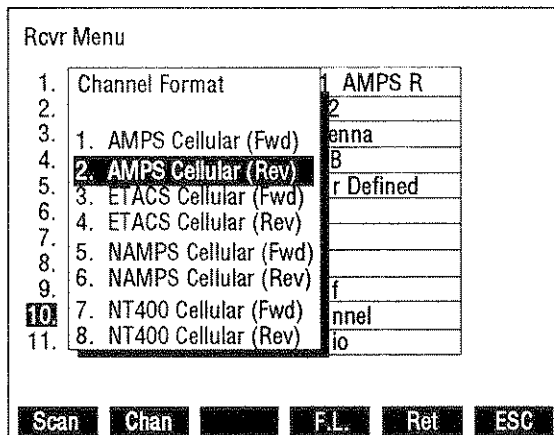 Rcvr Menu
1. 1 AMPS R
2. 2
3. enna
4. B
5. r Defined
6.
7.
8.
9. f
10. nnel
11. io
Channel Format
1. AMPS Cellular (Fwd)
2. AMPS Cellular (Rev)
3. ETACS Cellular (Fwd)
4. ETACS Cellular (Rev)
5. NAMPS Cellular (Fwd)
6. NAMPS Cellular (Rev)
7. NT400 Cellular (Fwd)
8. NT400 Cellular (Rev)
Scan Chan F.L. Ret ESC